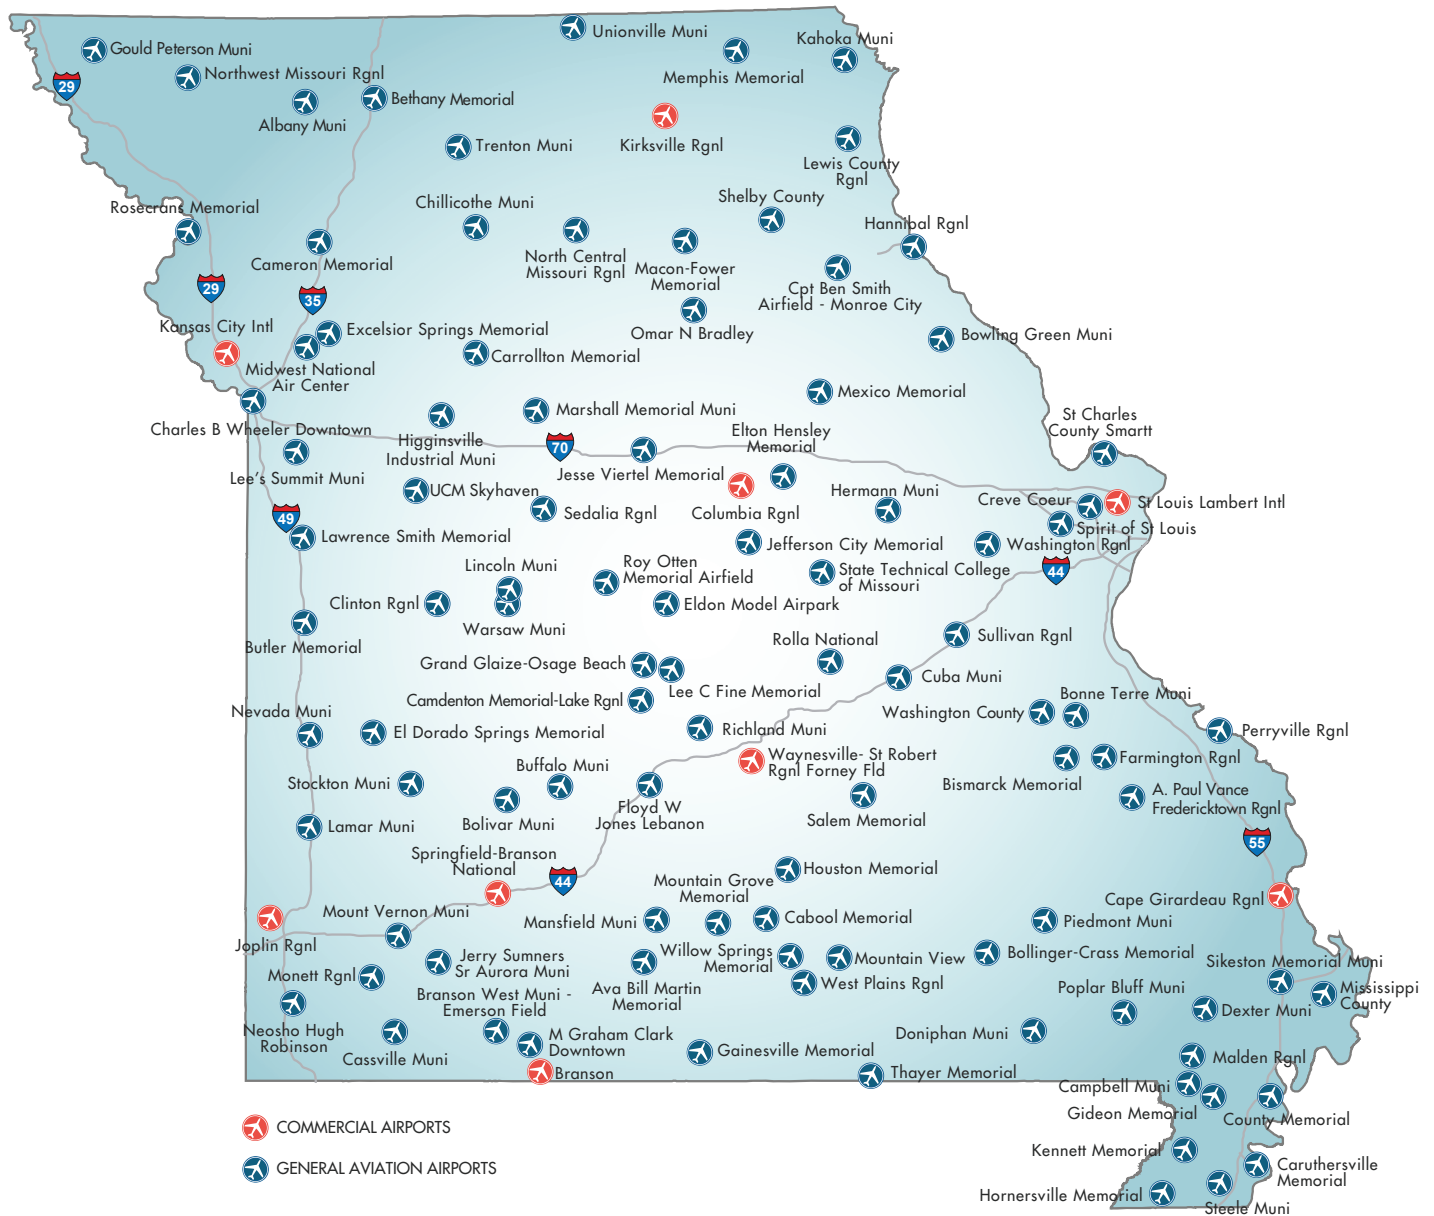 Unionville Muni
Kahoka Muni
Gould Peterson Muni
Northwest Missouri Rgnl
Memphis Memorial
29
Bethany Memorial
Albany Muni
Trenton Muni
Kirksville Rgnl
Lewis County
Rgnl
Shelby County
Chillicothe Muni
Rosecrans Memorial
Hannibal Rgnl
Cameron Memorial
North Central
Missouri Rgnl
Macon-Fower
Memorial
Cpt Ben Smith
Airfield - Monroe City
29
35
Kansas City Intl
Excelsior Springs Memorial
Omar N Bradley
Bowling Green Muni
Carrollton Memorial
Midwest National
Air Center
Mexico Memorial
Marshall Memorial Muni
St Charles
County Smartt
Charles B Wheeler Downtown
Elton Hensley
Memorial
Higginsville
Industrial Muni
70
Lee's Summit Muni
Jesse Viertel Memorial
UCM Skyhaven
Hermann Muni
Creve Coeur
St Louis Lambert Intl
Sedalia Rgnl
Columbia Rgnl
49
Spirit of St Louis
Lawrence Smith Memorial
Jefferson City Memorial
Washington Rgnl
Lincoln Muni
Roy Otten
Memorial Airfield
State Technical College
of Missouri
44
Clinton Rgnl
Eldon Model Airpark
Warsaw Muni
Rolla National
Sullivan Rgnl
Butler Memorial
Grand Glaize-Osage Beach
Cuba Muni
Lee C Fine Memorial
Camdenton Memorial-Lake Rgnl
Bonne Terre Muni
Washington County
Nevada Muni
El Dorado Springs Memorial
Richland Muni
Perryville Rgnl
Waynesville- St Robert
Rgnl Forney Fld
Farmington Rgnl
Buffalo Muni
Stockton Muni
Bismarck Memorial
A. Paul Vance
Fredericktown Rgnl
Floyd W
Jones Lebanon
Bolivar Muni
Salem Memorial
Lamar Muni
55
Springfield-Branson
National
Houston Memorial
44
Mountain Grove
Memorial
Cape Girardeau Rgnl
Mount Vernon Muni
Mansfield Muni
Cabool Memorial
Piedmont Muni
Joplin Rgnl
Willow Springs
Memorial
Mountain View
Bollinger-Crass Memorial
Jerry Sumners
Sr Aurora Muni
Sikeston Memorial Muni
Monett Rgnl
West Plains Rgnl
Ava Bill Martin
Memorial
Poplar Bluff Muni
Mississippi
County
Branson West Muni -
Emerson Field
Dexter Muni
Neosho Hugh
Robinson
M Graham Clark
Downtown
Doniphan Muni
Cassville Muni
Gainesville Memorial
Malden Rgnl
Branson
Thayer Memorial
Campbell Muni
Gideon Memorial
County Memorial
COMMERCIAL AIRPORTS
Kennett Memorial
GENERAL AVIATION AIRPORTS
Caruthersville
Memorial
Hornersville Memorial
Steele Muni